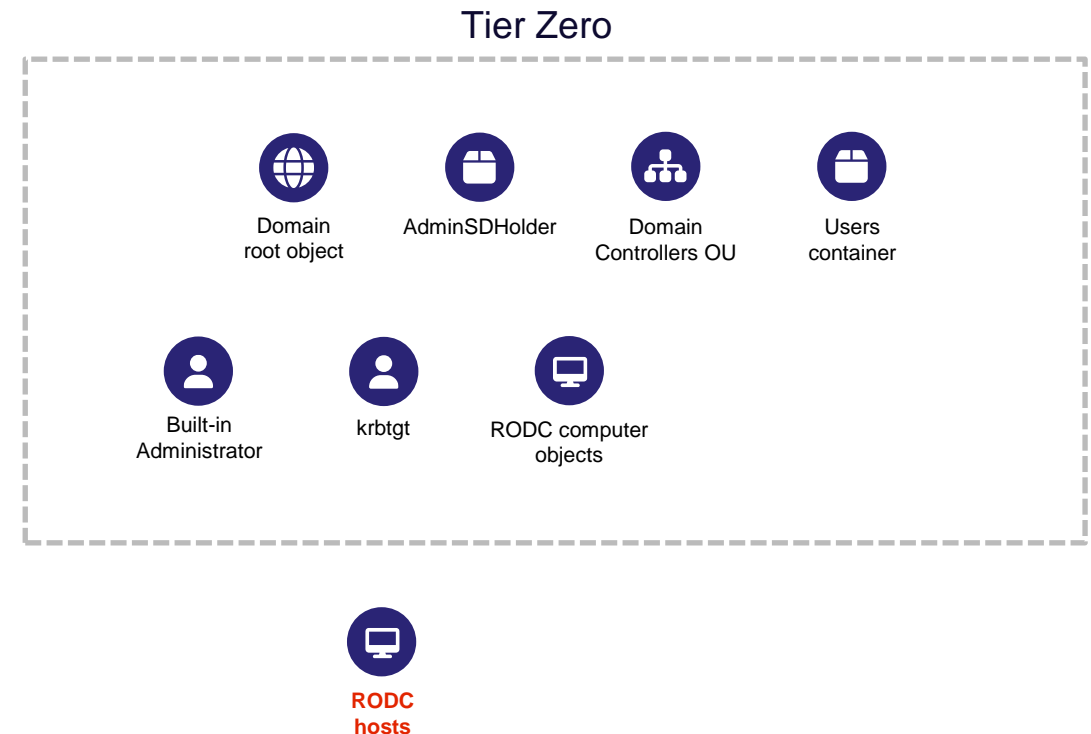 Tier Zero
Domain
root object
AdminSDHolder
Domain
Controllers OU
Users
container
Built-in
Administrator
krbtgt
RODC computer
objects
RODC
hosts